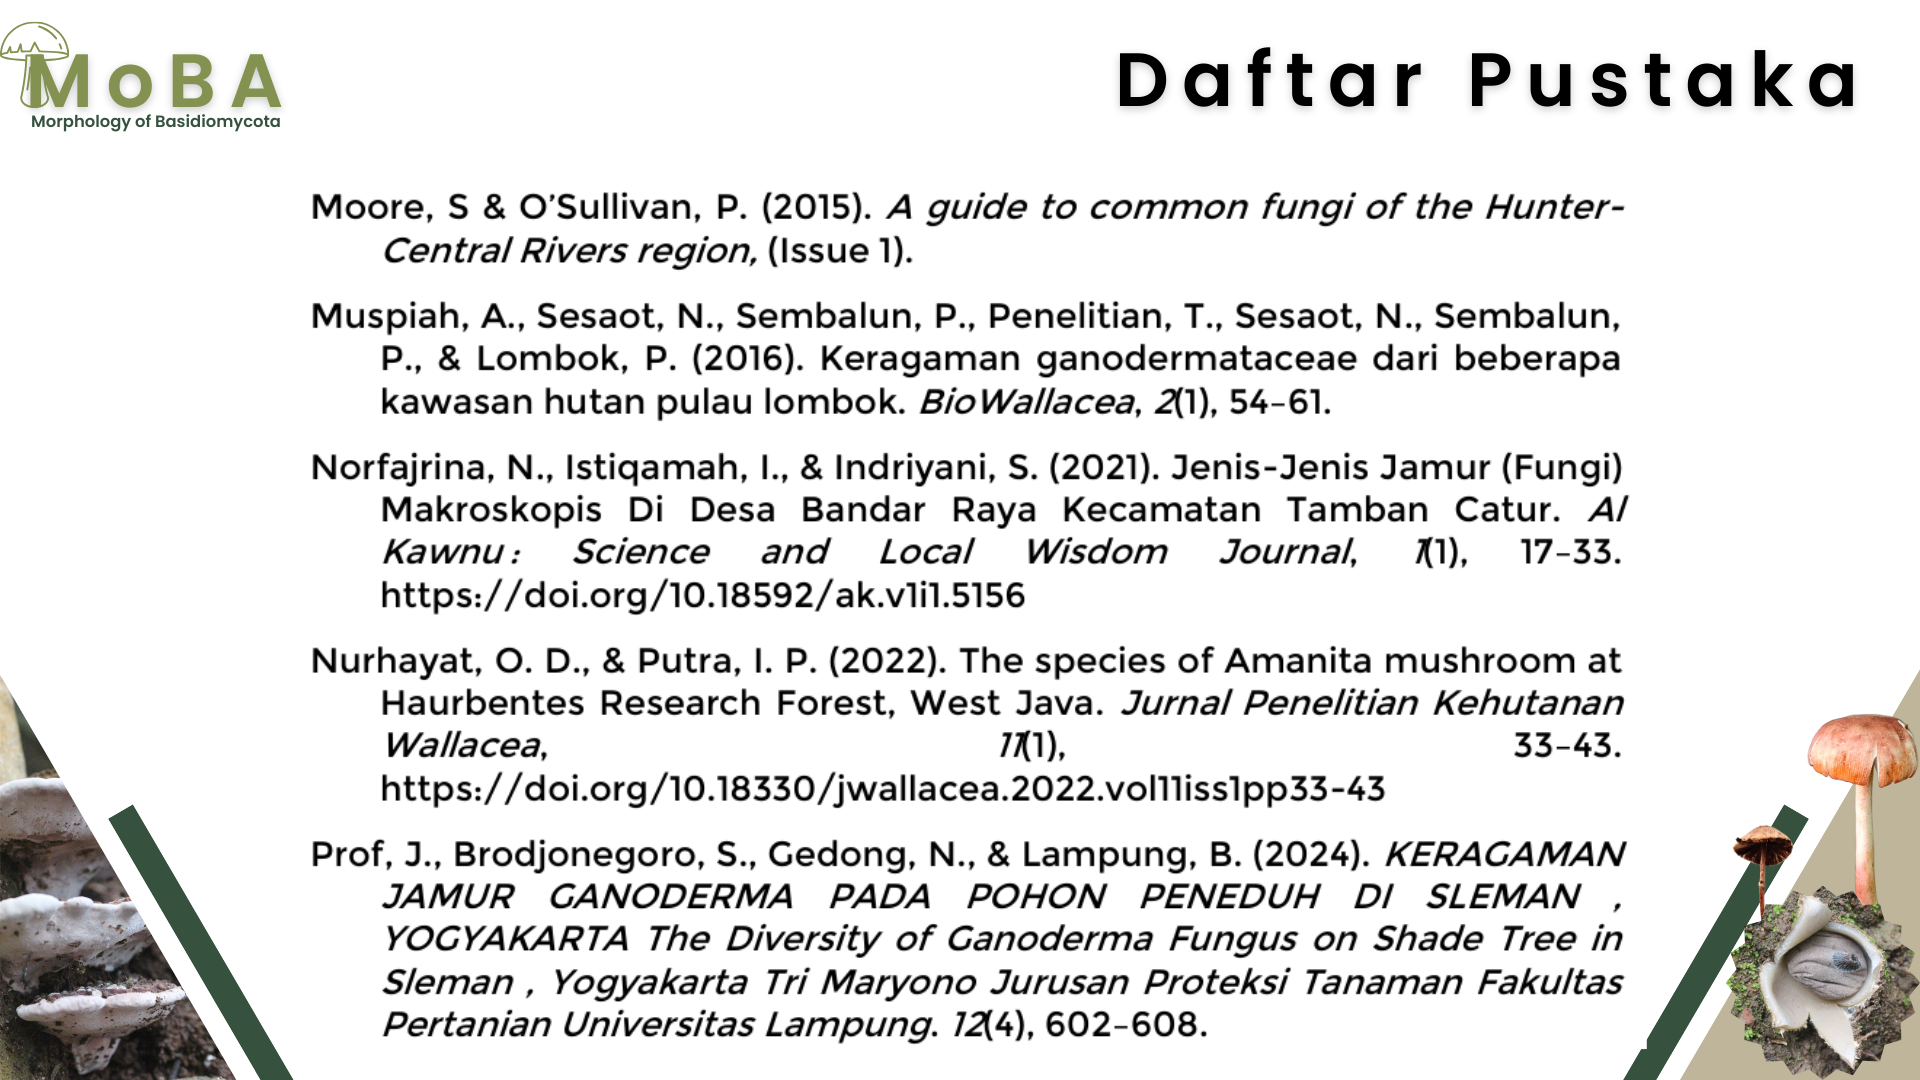 MoBA
Morphology of Basidiomycota
Daftar Pustaka
Moore, S & O’Sullivan, P. (2015). A guide to common fungi of the Hunter-
Central Rivers region, (Issue 1).
Muspiah, A., Sesaot, N., Sembalun, P., Penelitian, T., Sesaot, N., Sembalun,
P., & Lombok, P. (2016). Keragaman ganodermataceae dari beberapa
kawasan hutan pulau lombok. BioWallacea, 2(1), 54–61.
Norfajrina, N., Istiqamah, I., & Indriyani, S. (2021). Jenis-Jenis Jamur (Fungi)
Makroskopis Di Desa Bandar Raya Kecamatan Tamban Catur. Al
Kawnu : Science and Local Wisdom Journal, 1(1), 17–33.
https://doi.org/10.18592/ak.v1i1.5156
Nurhayat, O. D., & Putra, I. P. (2022). The species of Amanita mushroom at
Haurbentes Research Forest, West Java. Jurnal Penelitian Kehutanan
Wallacea, 11(1), 33–43.
https://doi.org/10.18330/jwallacea.2022.vol11iss1pp33-43
Prof, J., Brodjonegoro, S., Gedong, N., & Lampung, B. (2024). KERAGAMAN
JAMUR GANODERMA PADA POHON PENEDUH DI SLEMAN ,
YOGYAKARTA The Diversity of Ganoderma Fungus on Shade Tree in
Sleman , Yogyakarta Tri Maryono Jurusan Proteksi Tanaman Fakultas
Pertanian Universitas Lampung. 12(4), 602–608.